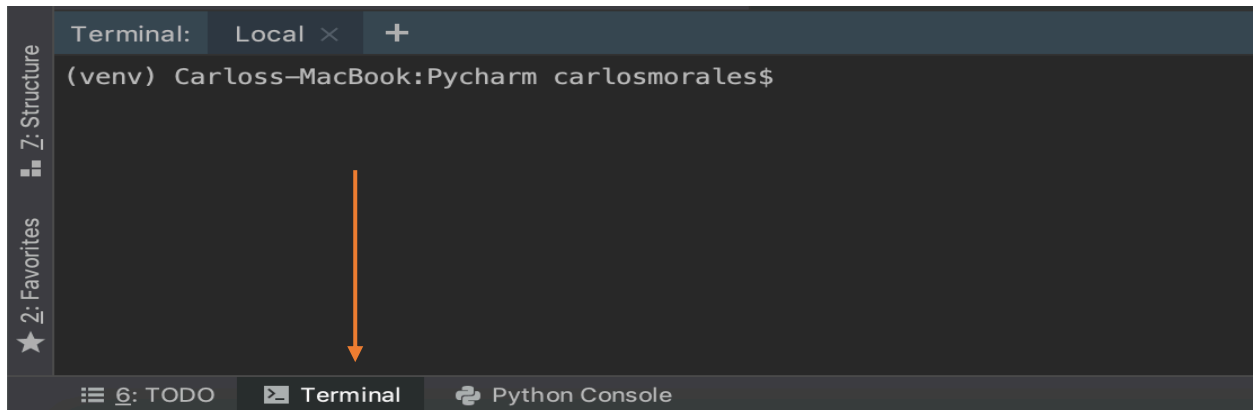 Terminal: Local × +
(venv) Carloss-MacBook:Pycharm carlosmorales$
7: Structure
2: Favorites
6: TODO Terminal Python Console